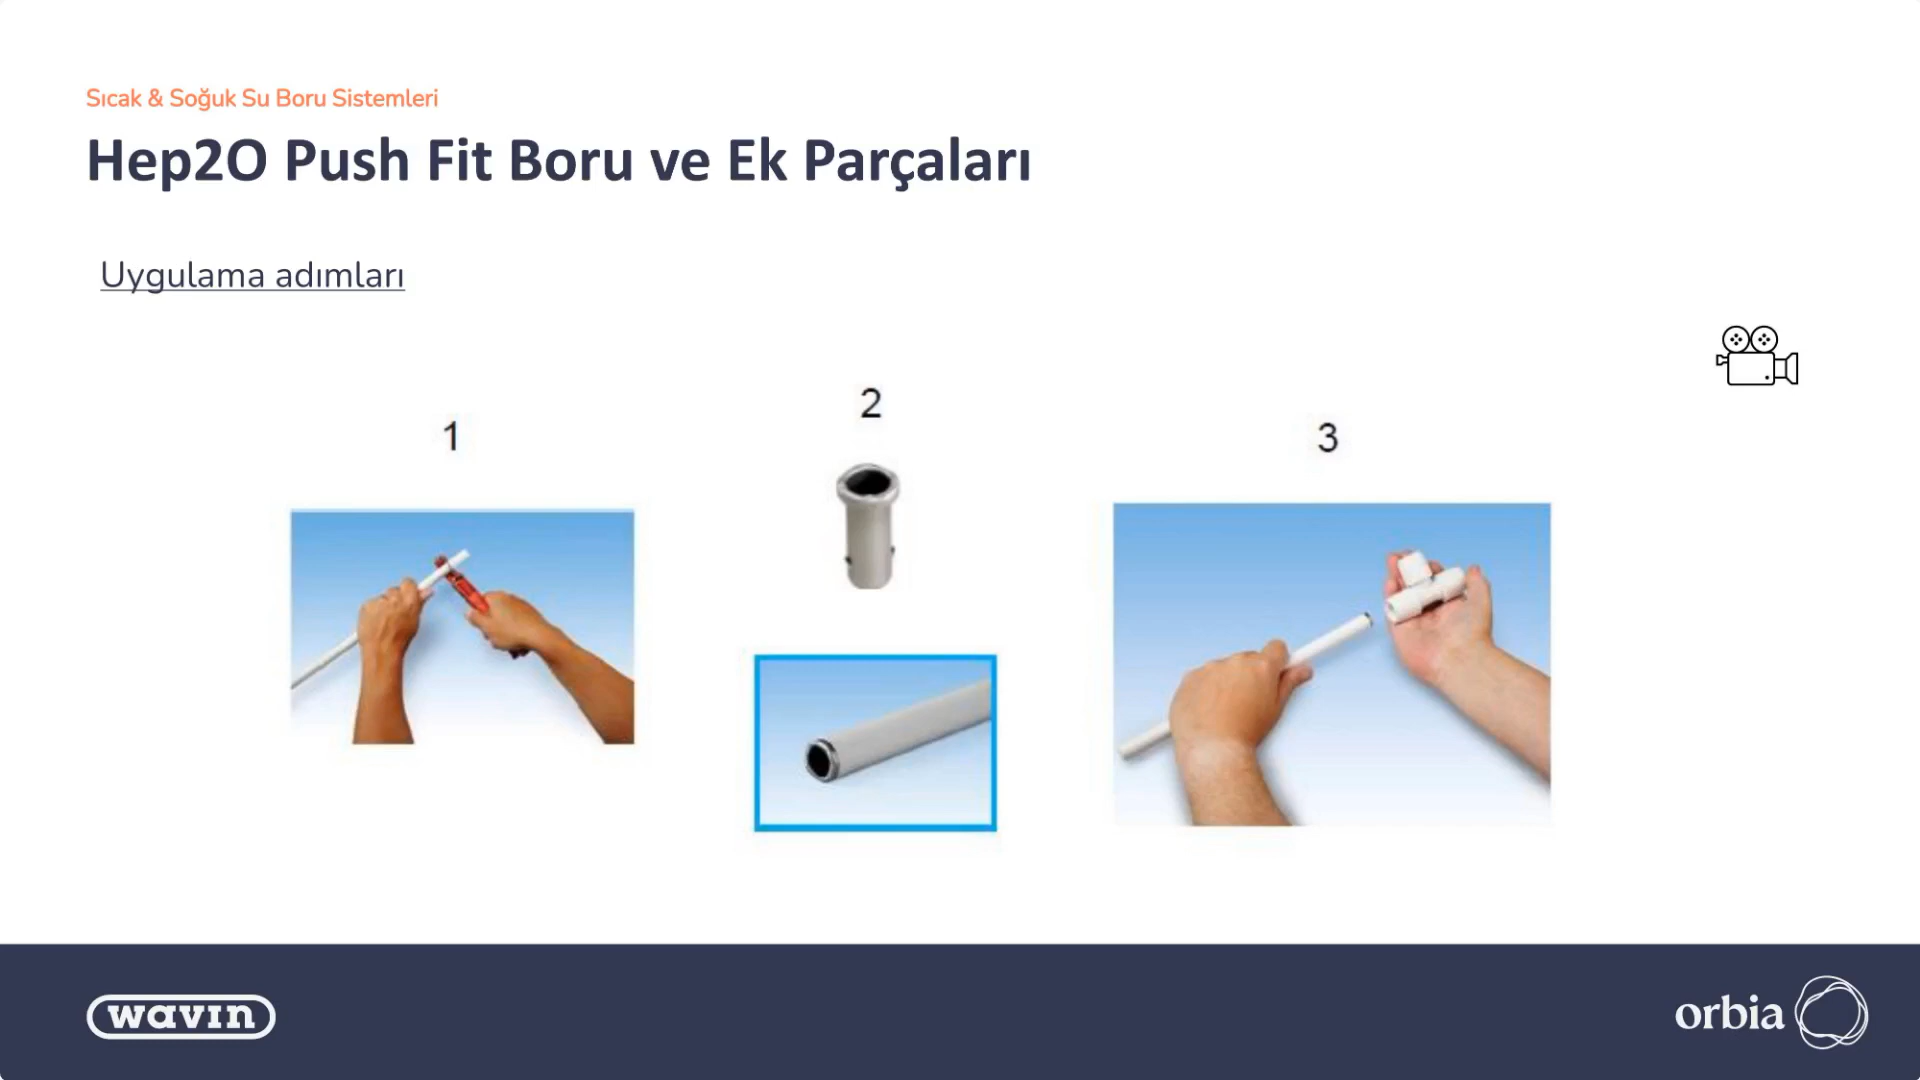 Sıcak & Soğuk Su Boru Sistemleri
Hep2O Push Fit Boru ve Ek Parçaları
Uygulama adımları
1
2
3
wavin
orbia